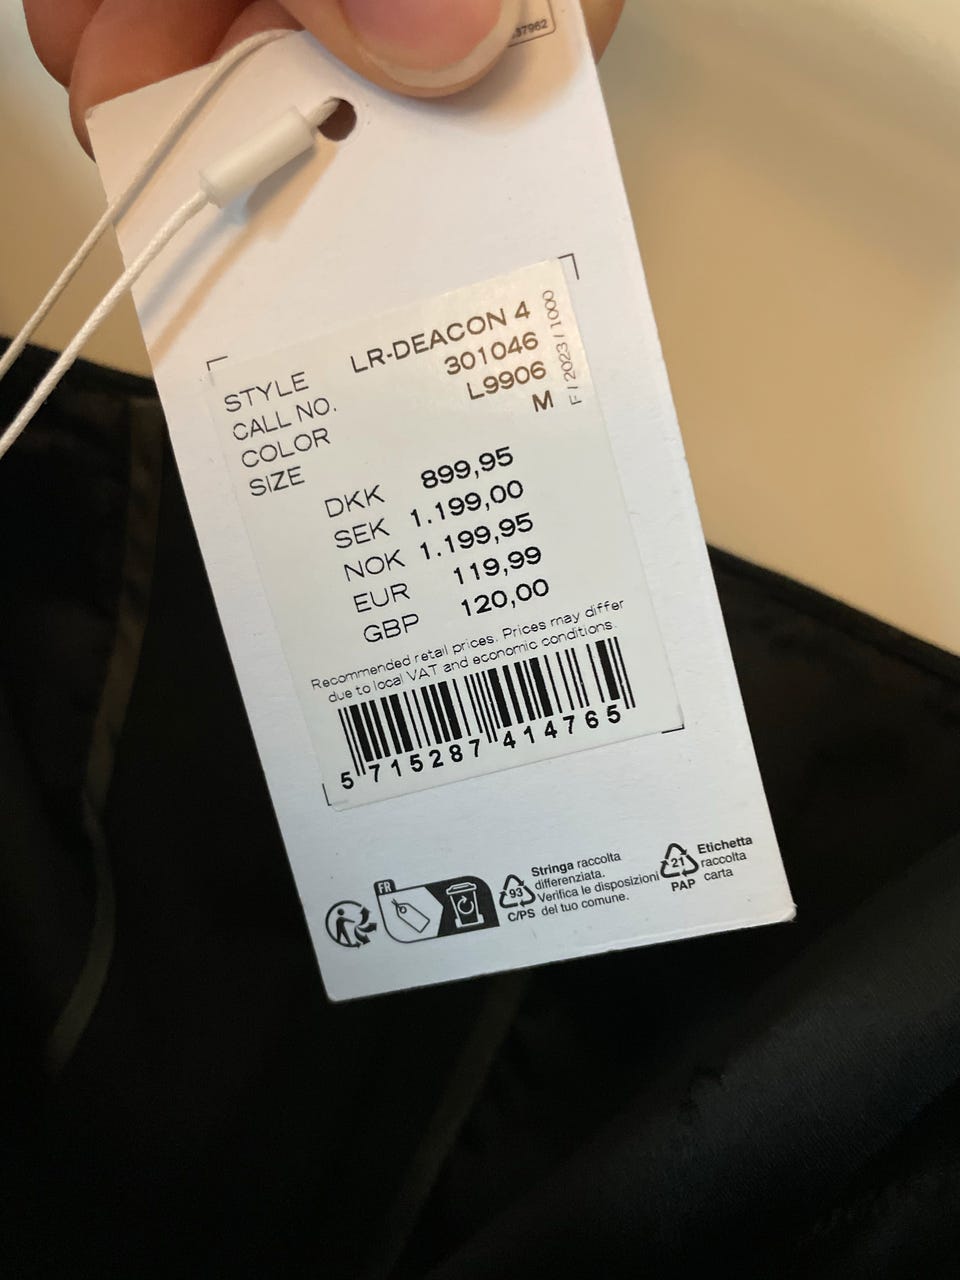 37962
STYLE LR-DEACON 4
CALL NO. 301046
COLOR L9906
SIZE M
F / 2023 / 1000
DKK 899,95
SEK 1.199,00
NOK 1.199,95
EUR 119,99
GBP 120,00
Recommended retail prices. Prices may differ
due to local VAT and economic conditions.
5 715287 414765
FR
93
C/PS
Stringa raccolta
differenziata.
Verifica le disposizioni
del tuo comune.
21
PAP
Etichetta
raccolta
carta